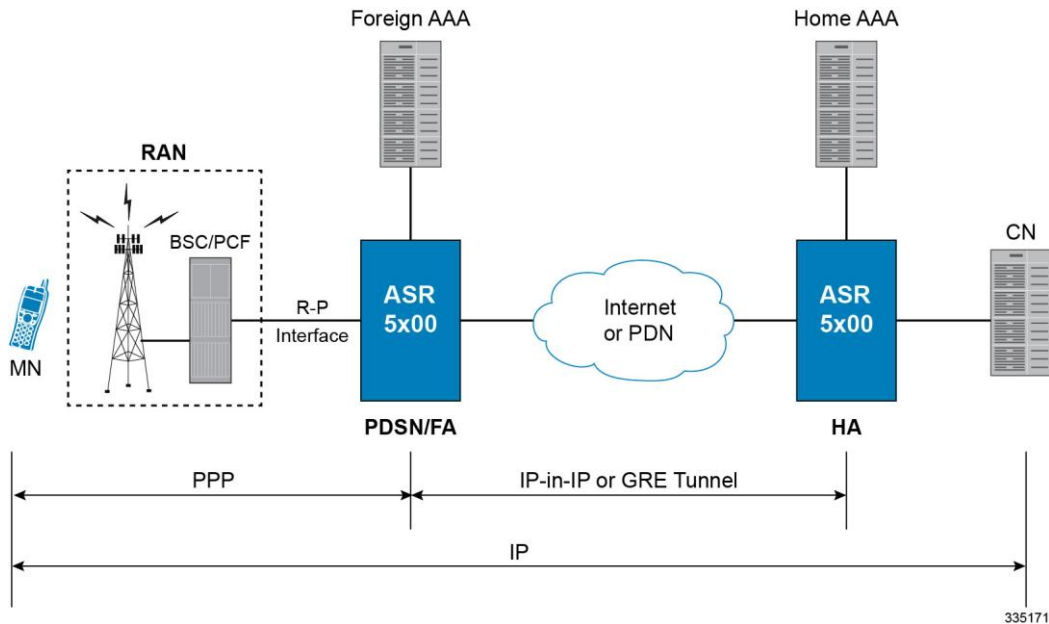 Foreign AAA
Home AAA
RAN
BSC/PCF
CN
ASR
5x00
ASR
5x00
R-P
Interface
Internet
or PDN
MN
PDSN/FA
HA
PPP
IP-in-IP or GRE Tunnel
IP
335171